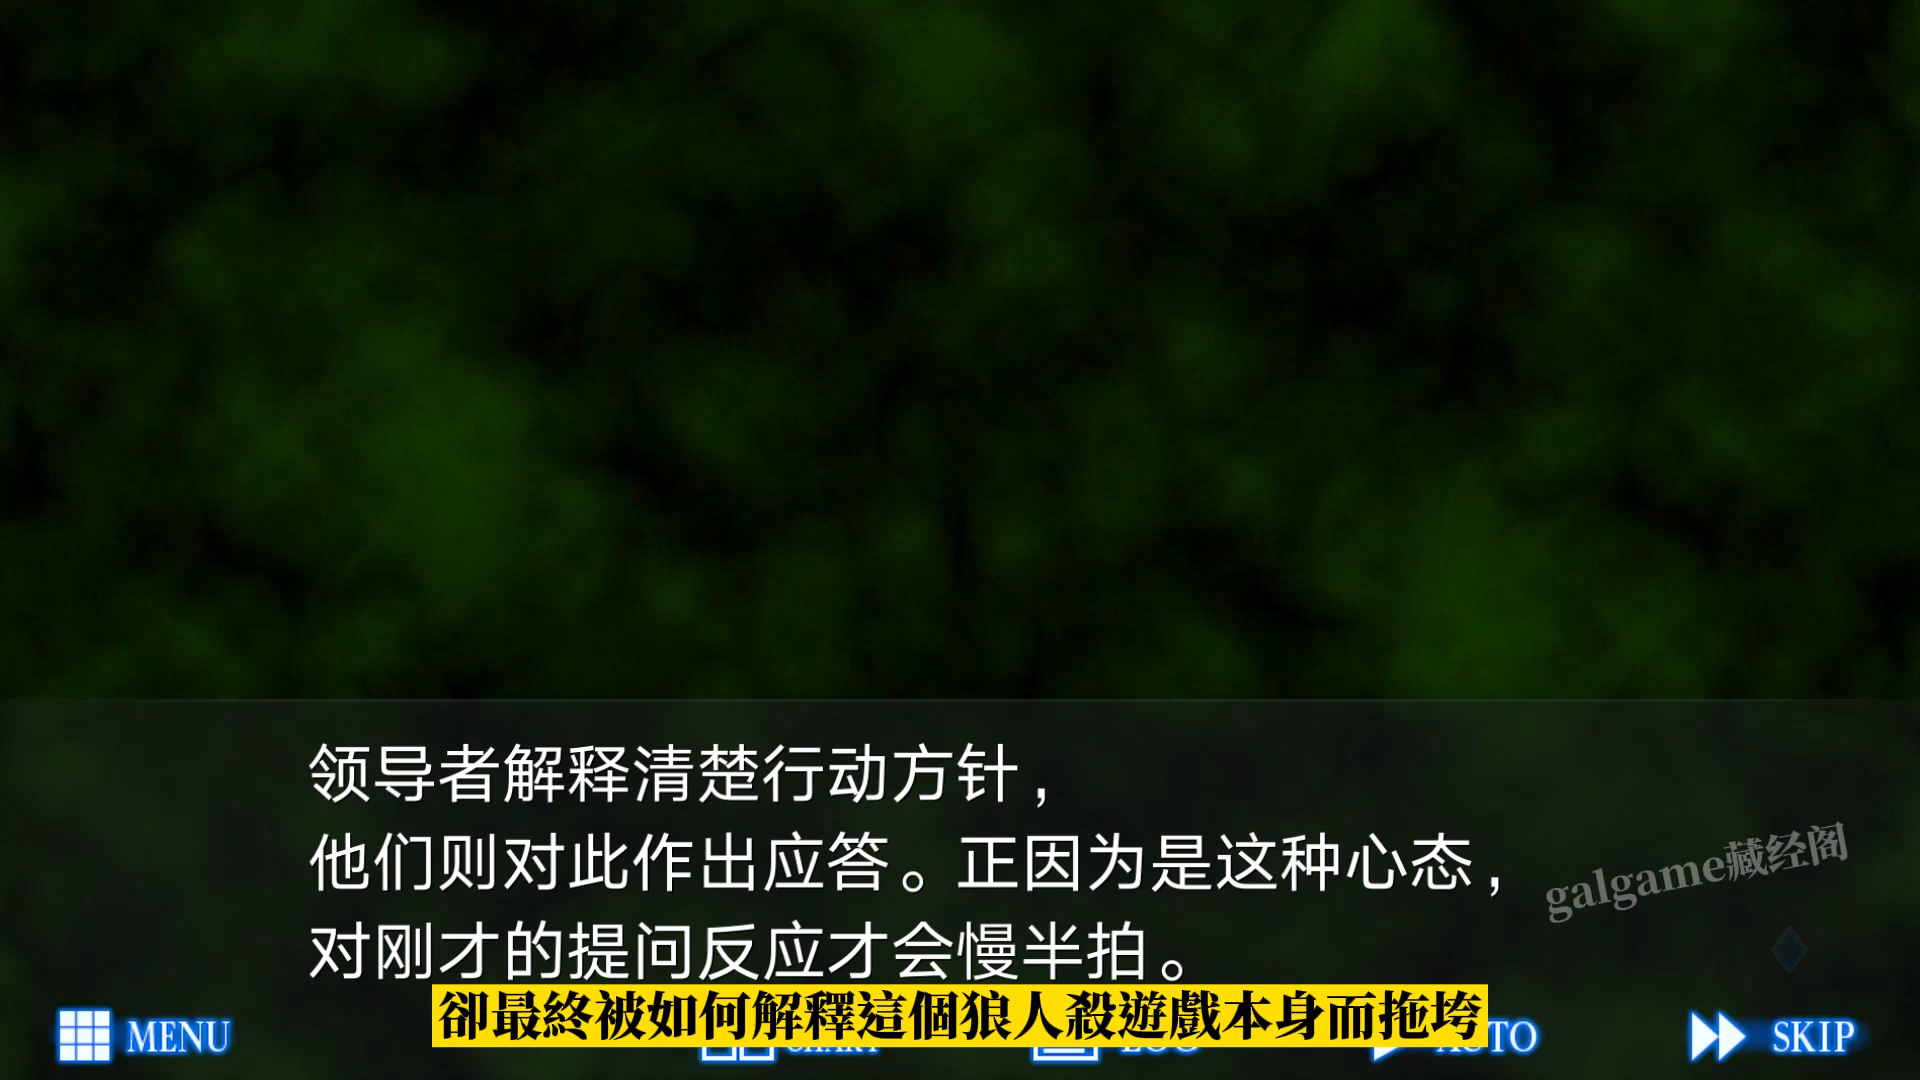 领导者解释清楚行动方针，
他们则对此作出应答。正因为是这种心态，
对刚才的提问反应才会慢半拍。
galgame藏经阁
卻最終被如何解釋這個狼人殺遊戲本身而拖垮
MENU
SKIP